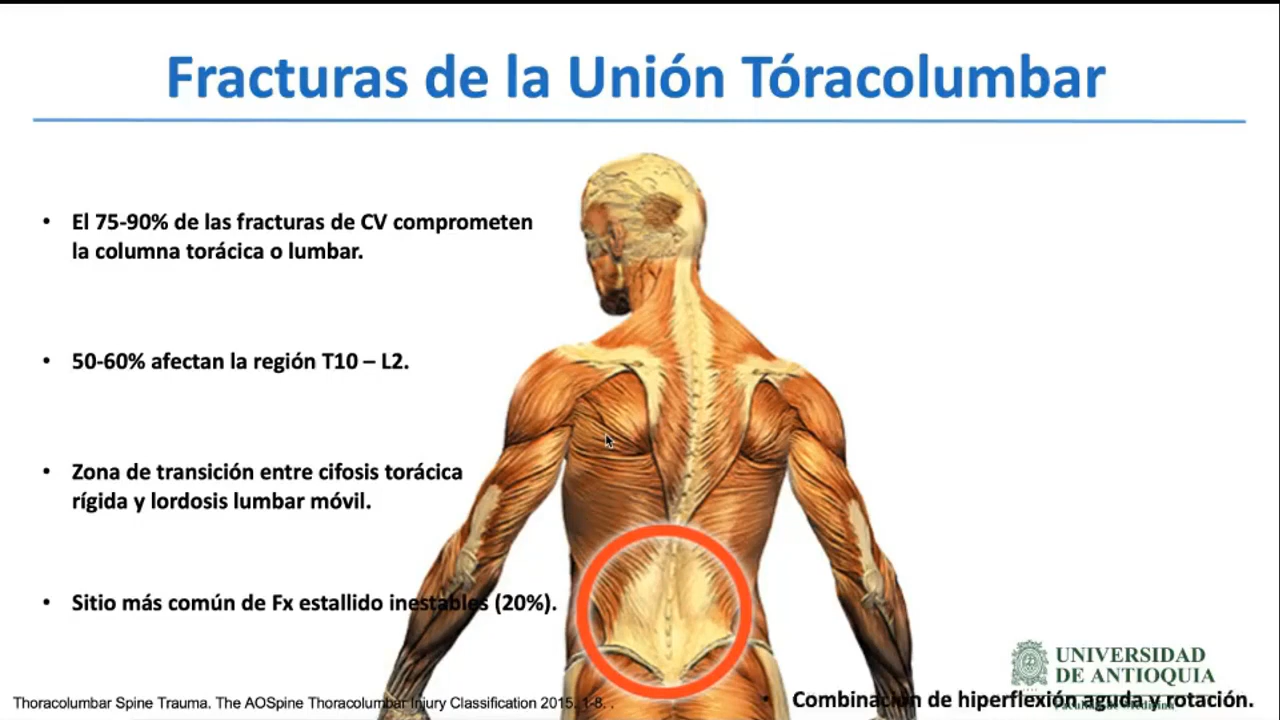 Fracturas de la Unión Tóracolumbar
• El 75-90% de las fracturas de CV comprometen
la columna torácica o lumbar.
• 50-60% afectan la región T10 – L2.
• Zona de transición entre cifosis torácica
rígida y lordosis lumbar móvil.
• Sitio más común de Fx estallido inestables (20%).
UNIVERSIDAD
DE ANTIOQUIA
Facultad de Medicina
• Combinación de hiperflexión aguda y rotación.
Thoracolumbar Spine Trauma. The AOSpine Thoracolumbar Injury Classification 2015. 1-8. .